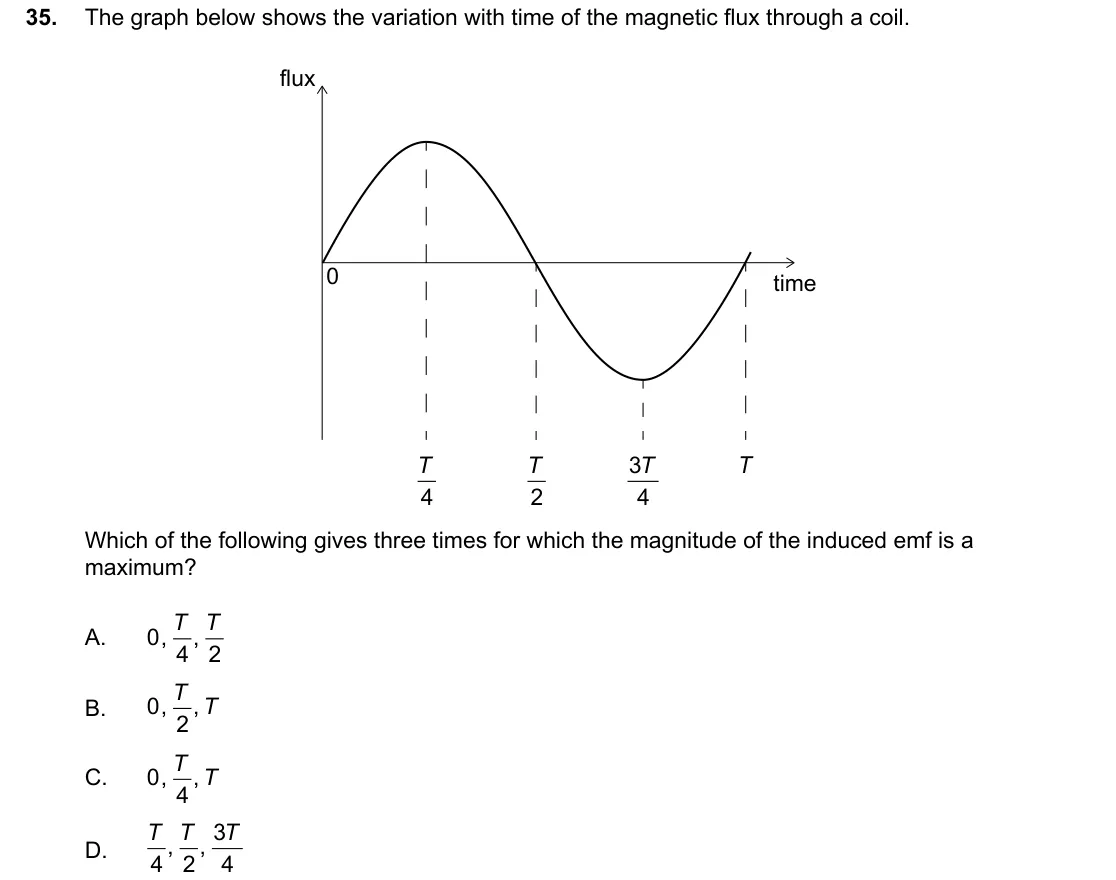 35. The graph below shows the variation with time of the magnetic flux through a coil.
flux
0
time
T/4 T/2 3T/4 T
Which of the following gives three times for which the magnitude of the induced emf is a
maximum?
A. 0, T/4, T/2
B. 0, T/2, T
C. 0, T/4, T
D. T/4, T/2, 3T/4